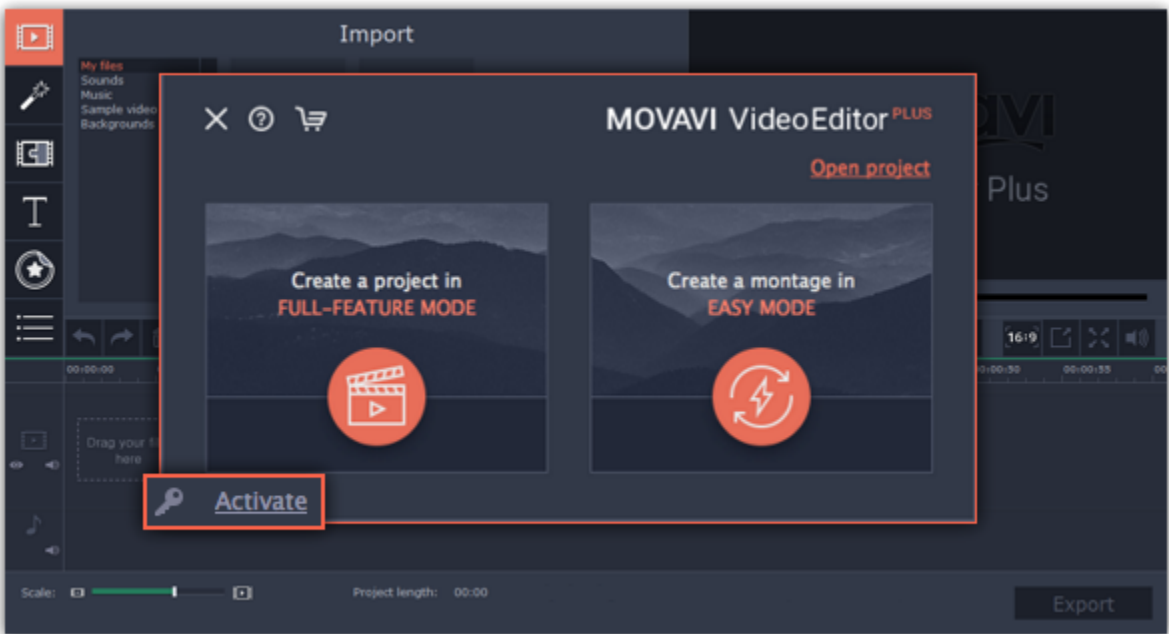 Import
My files
Sounds
Music
Sample video
Backgrounds
MOVAVI VideoEditor PLUS
Open project
Plus
Create a project in
FULL-FEATURE MODE
Create a montage in
EASY MODE
16:9
00:00:00
00:00:50 00:00:55
Drag your
here
Activate
Scale:
Project length: 00:00
Export